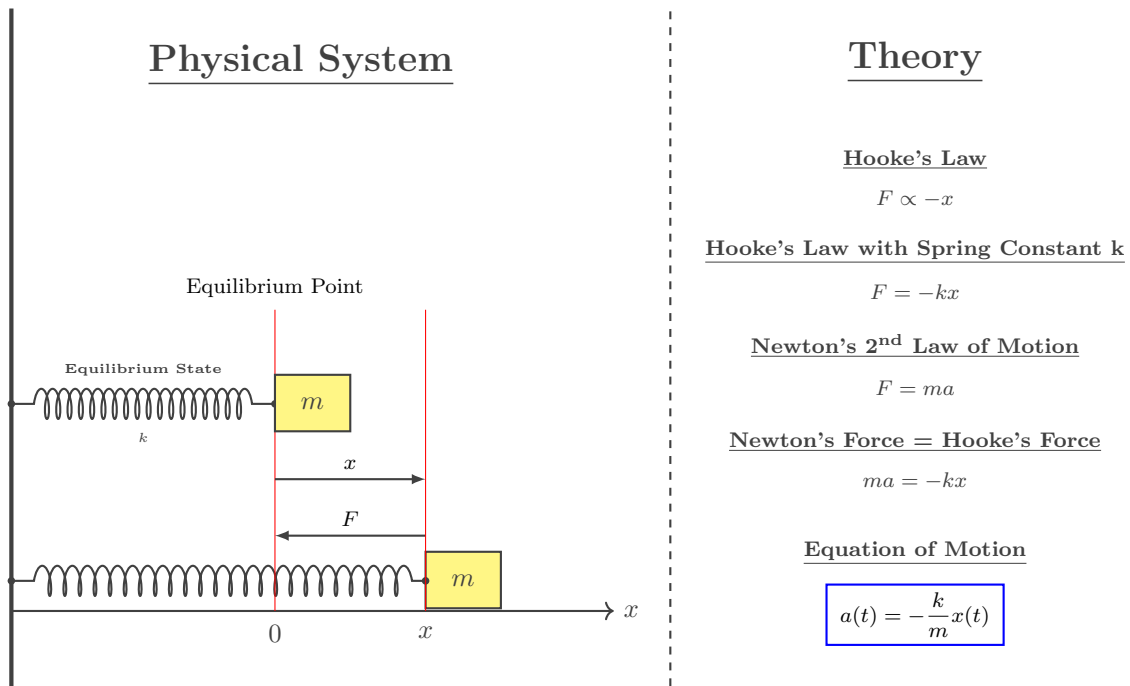 Physical System
Equilibrium Point
Equilibrium State
k
m
x
F
m
x
0
x
Theory
Hooke's Law
F ∝ −x
Hooke's Law with Spring Constant k
F = −kx
Newton's 2nd Law of Motion
F = ma
Newton's Force = Hooke's Force
ma = −kx
Equation of Motion
a(t) = −k/m x(t)